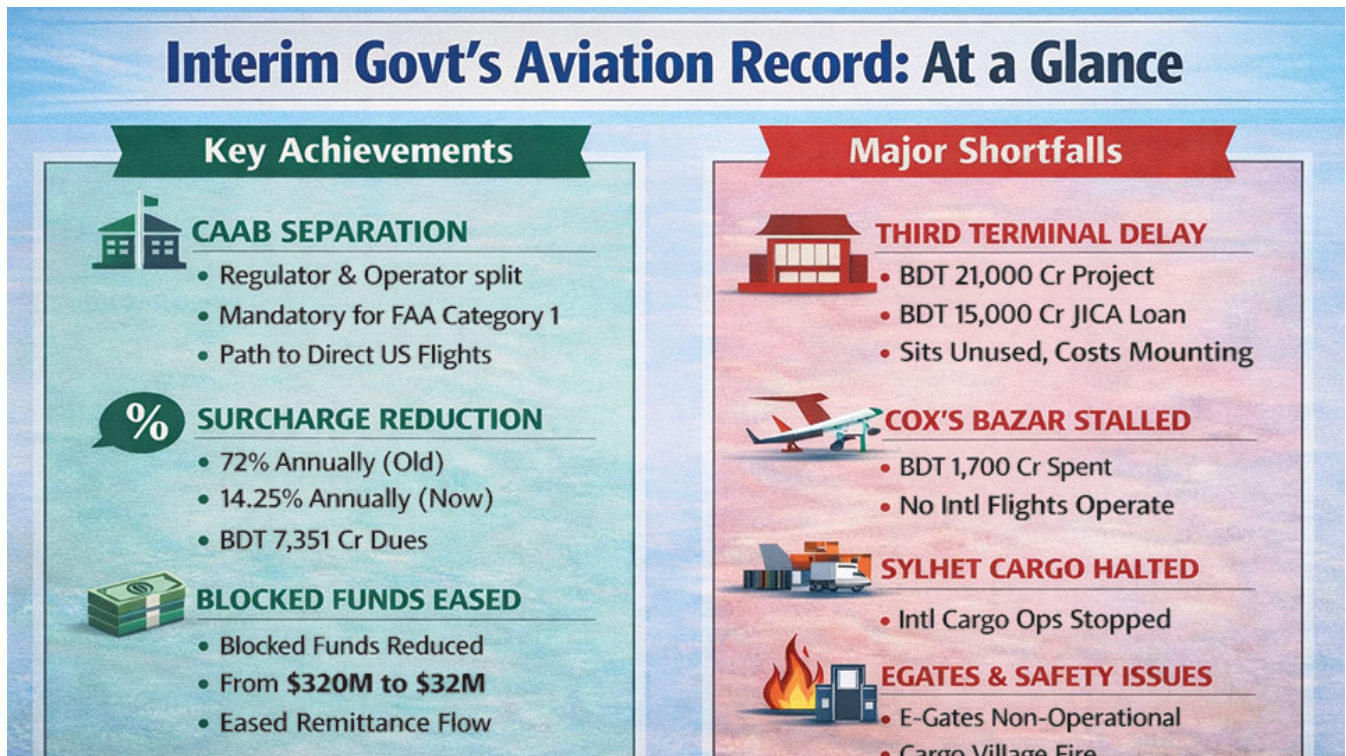 Interim Govt's Aviation Record: At a Glance
Key Achievements
CAAB SEPARATION
• Regulator & Operator split
• Mandatory for FAA Category 1
• Path to Direct US Flights
%
SURCHARGE REDUCTION
• 72% Annually (Old)
• 14.25% Annually (Now)
• BDT 7,351 Cr Dues
BLOCKED FUNDS EASED
• Blocked Funds Reduced
• From $320M to $32M
• Eased Remittance Flow
Major Shortfalls
THIRD TERMINAL DELAY
• BDT 21,000 Cr Project
• BDT 15,000 Cr JICA Loan
• Sits Unused, Costs Mounting
COX'S BAZAR STALLED
• BDT 1,700 Cr Spent
• No Intl Flights Operate
SYLHET CARGO HALTED
• Intl Cargo Ops Stopped
EGATES & SAFETY ISSUES
• E-Gates Non-Operational
• Cargo Village Fire